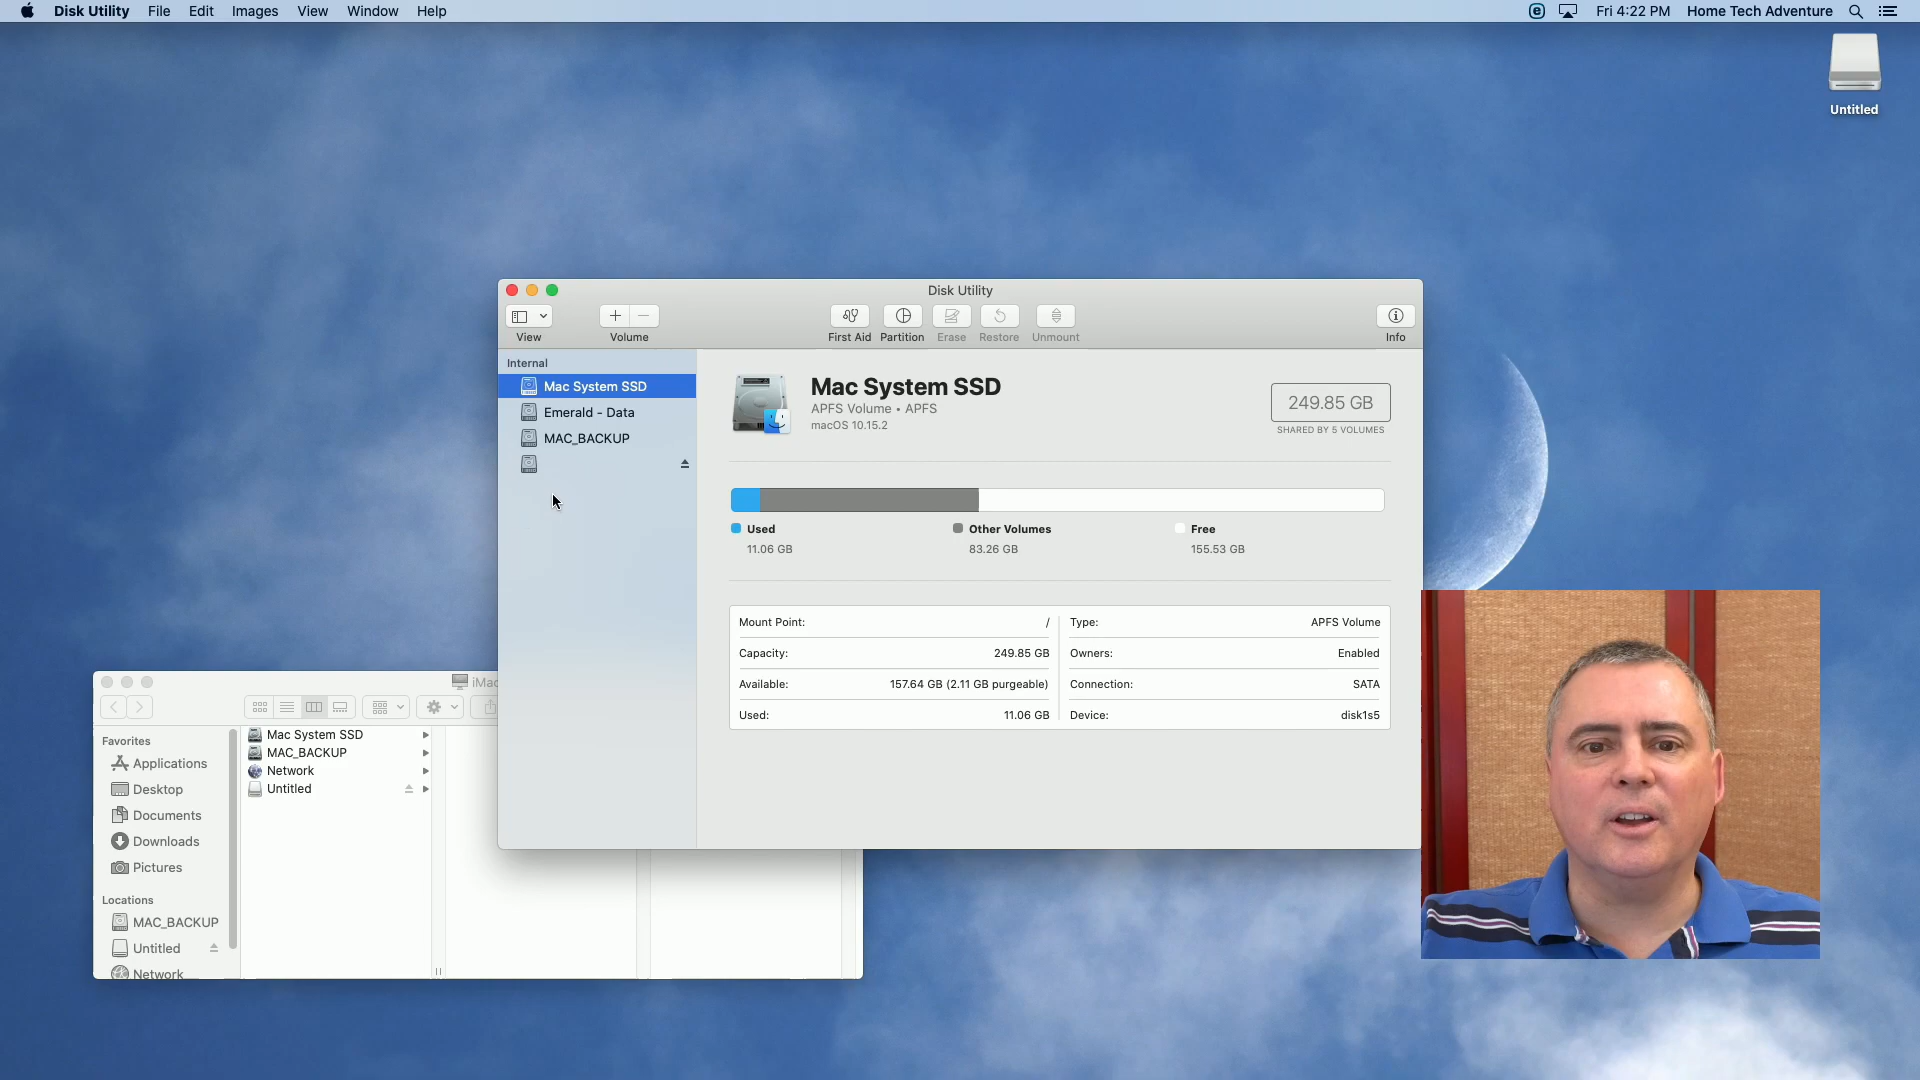 Disk Utility File Edit Images View Window Help
Fri 4:22 PM Home Tech Adventure
Untitled
Disk Utility
View
Volume
First Aid Partition Erase Restore Unmount
Info
Internal
Mac System SSD
Emerald - Data
MAC_BACKUP
Mac System SSD
APFS Volume • APFS
macOS 10.15.2
249.85 GB
SHARED BY 5 VOLUMES
Used
11.06 GB
Other Volumes
83.26 GB
Free
155.53 GB
Mount Point: /
Capacity: 249.85 GB
Available: 157.64 GB (2.11 GB purgeable)
Used: 11.06 GB
Type: APFS Volume
Owners: Enabled
Connection: SATA
Device: disk1s5
Favorites
Applications
Desktop
Documents
Downloads
Pictures
Locations
MAC_BACKUP
Untitled
Network
Mac System SSD
MAC_BACKUP
Network
Untitled